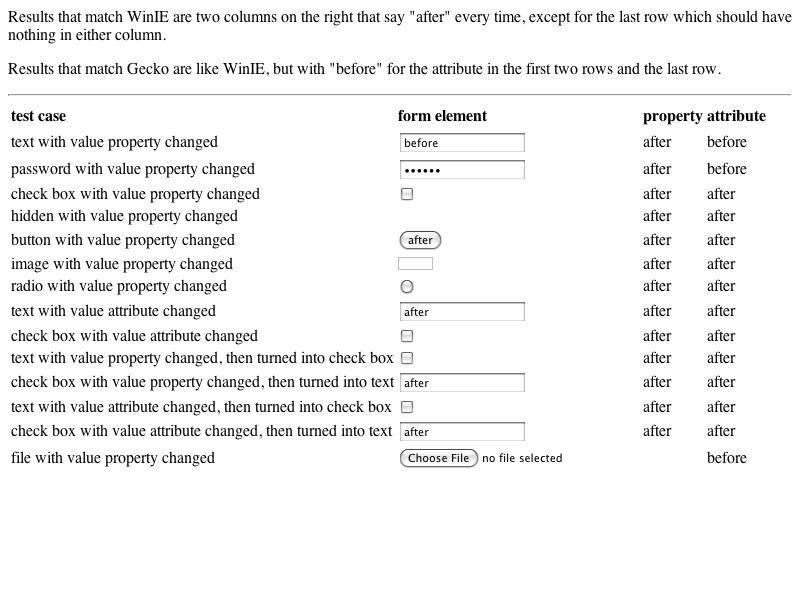 Results that match WinIE are two columns on the right that say "after" every time, except for the last row which should have
nothing in either column.
Results that match Gecko are like WinIE, but with "before" for the attribute in the first two rows and the last row.
test case form element property attribute
text with value property changed before after before
password with value property changed •••••• after before
check box with value property changed after after
hidden with value property changed after after
button with value property changed after after after
image with value property changed after after
radio with value property changed after after
text with value attribute changed after after after
check box with value attribute changed after after
text with value property changed, then turned into check box after after
check box with value property changed, then turned into text after after after
text with value attribute changed, then turned into check box after after
check box with value attribute changed, then turned into text after after after
file with value property changed Choose File no file selected before